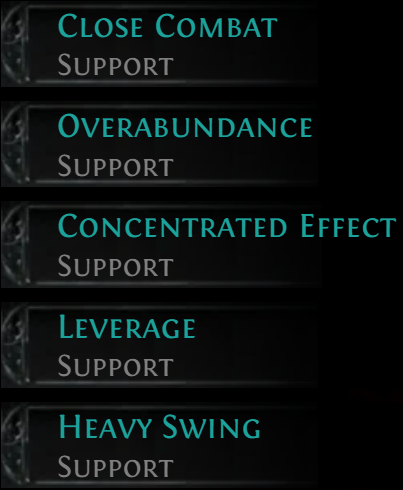 Close Combat
Support
Overabundance
Support
Concentrated Effect
Support
Leverage
Support
Heavy Swing
Support